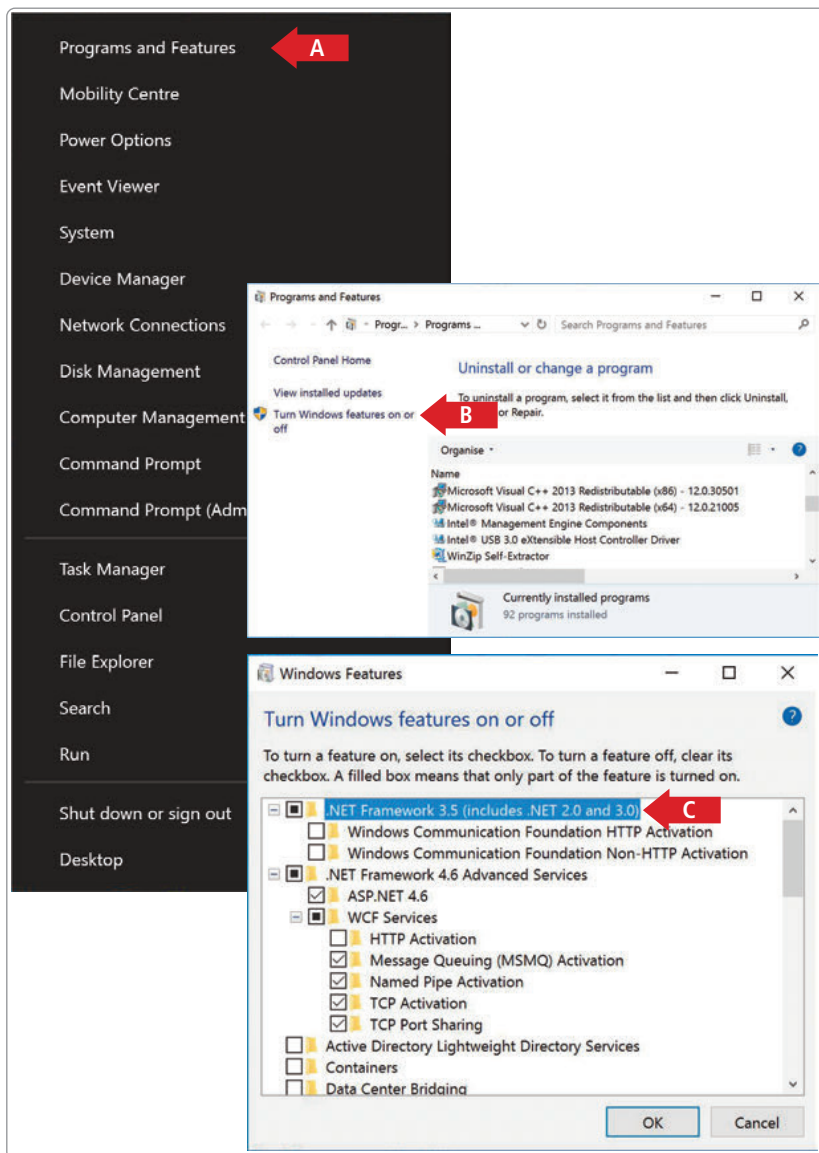 Programs and Features
A
Mobility Centre
Power Options
Event Viewer
System
Device Manager
Network Connections
Disk Management
Computer Management
Command Prompt
Command Prompt (Adm
Task Manager
Control Panel
File Explorer
Search
Run
Shut down or sign out
Desktop
Programs and Features
Progr... > Programs ...
Search Programs and Features
Control Panel Home
View installed updates
Turn Windows features on or
off
B
Uninstall or change a program
To uninstall a program, select it from the list and then click Uninstall,
or Repair.
Organise
Name
Microsoft Visual C++ 2013 Redistributable (x86) - 12.0.30501
Microsoft Visual C++ 2013 Redistributable (x64) - 12.0.21005
Intel® Management Engine Components
Intel® USB 3.0 eXtensible Host Controller Driver
WinZip Self-Extractor
Currently installed programs
92 programs installed
Windows Features
Turn Windows features on or off
To turn a feature on, select its checkbox. To turn a feature off, clear its
checkbox. A filled box means that only part of the feature is turned on.
.NET Framework 3.5 (includes .NET 2.0 and 3.0)
C
Windows Communication Foundation HTTP Activation
Windows Communication Foundation Non-HTTP Activation
.NET Framework 4.6 Advanced Services
ASP.NET 4.6
WCF Services
HTTP Activation
Message Queuing (MSMQ) Activation
Named Pipe Activation
TCP Activation
TCP Port Sharing
Active Directory Lightweight Directory Services
Containers
Data Center Bridging
OK
Cancel